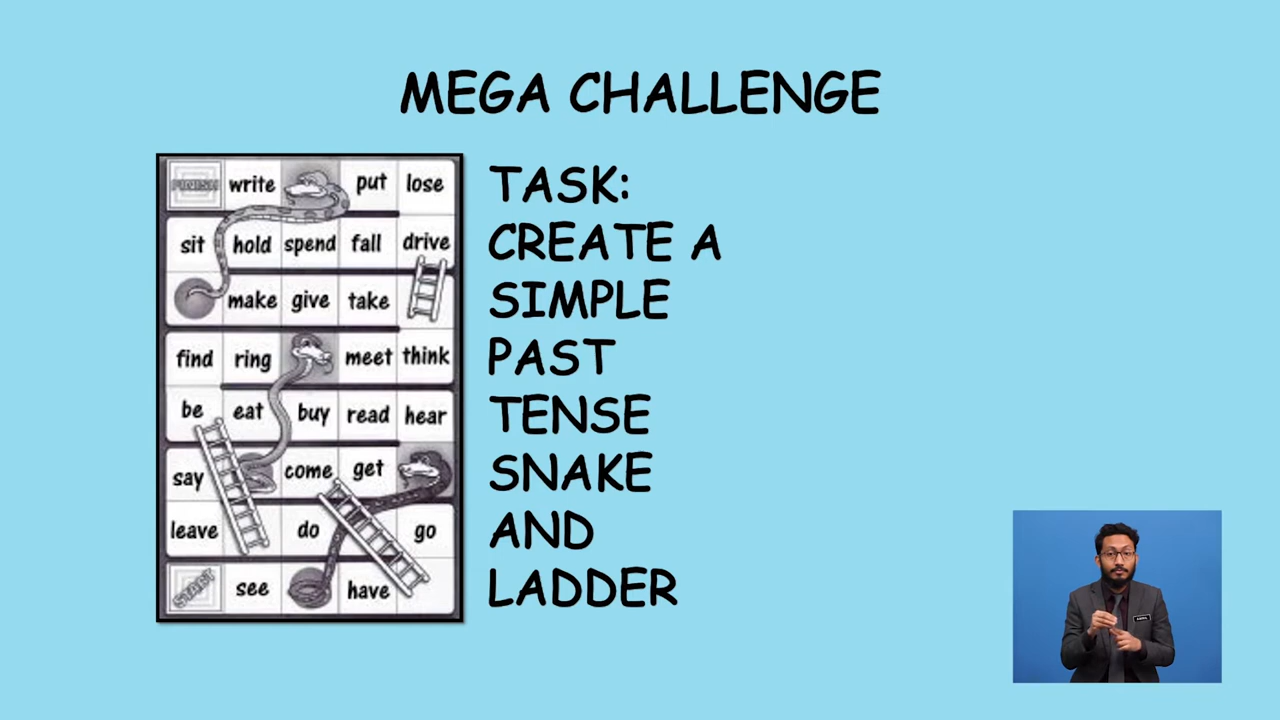 MEGA CHALLENGE
FINISH write put lose
sit hold spend fall drive
make give take
find ring meet think
be eat buy read hear
say come get
leave do go
START see have
TASK:
CREATE A
SIMPLE
PAST
TENSE
SNAKE
AND
LADDER